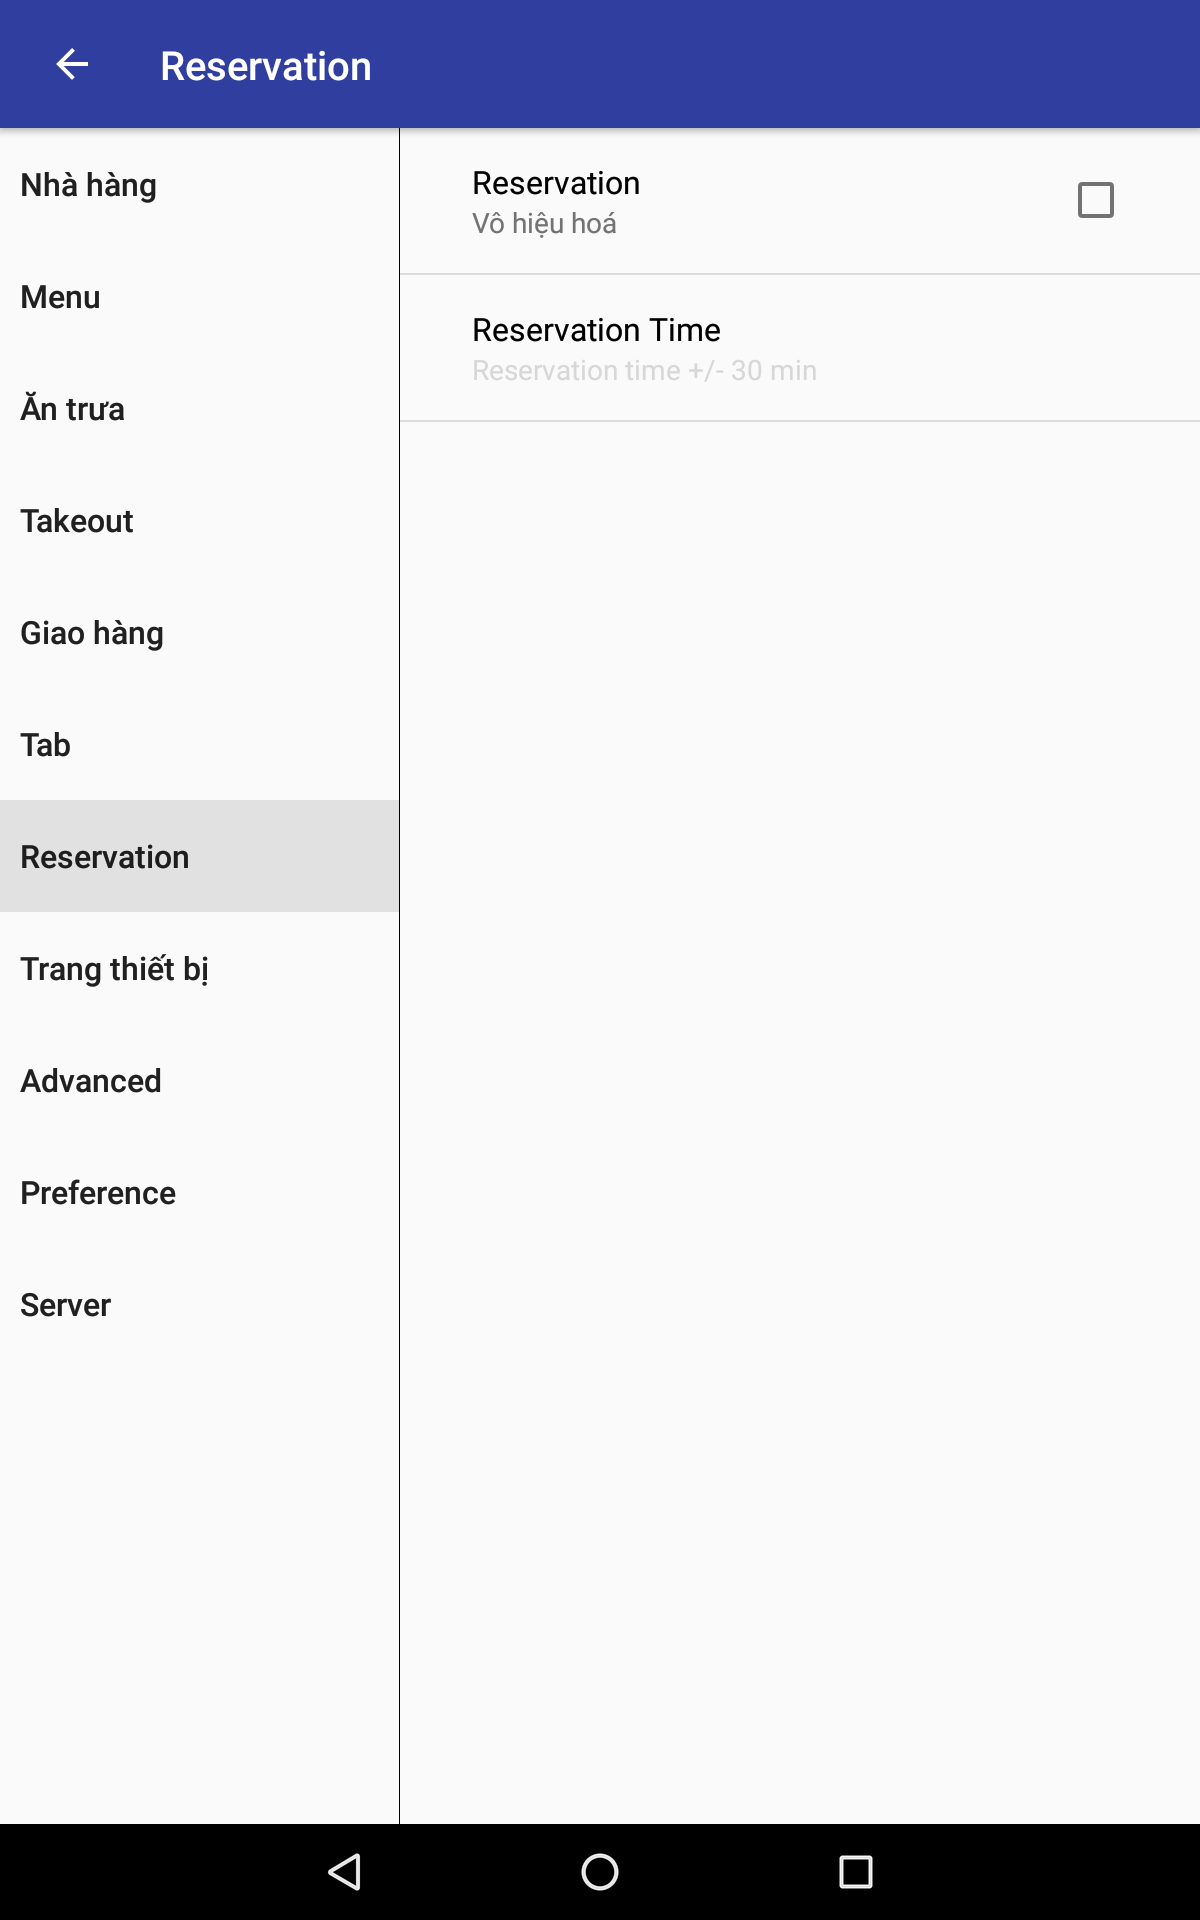 Reservation
Nhà hàng
Menu
Ăn trưa
Takeout
Giao hàng
Tab
Reservation
Trang thiết bị
Advanced
Preference
Server
Reservation
Vô hiệu hoá
Reservation Time
Reservation time +/- 30 min